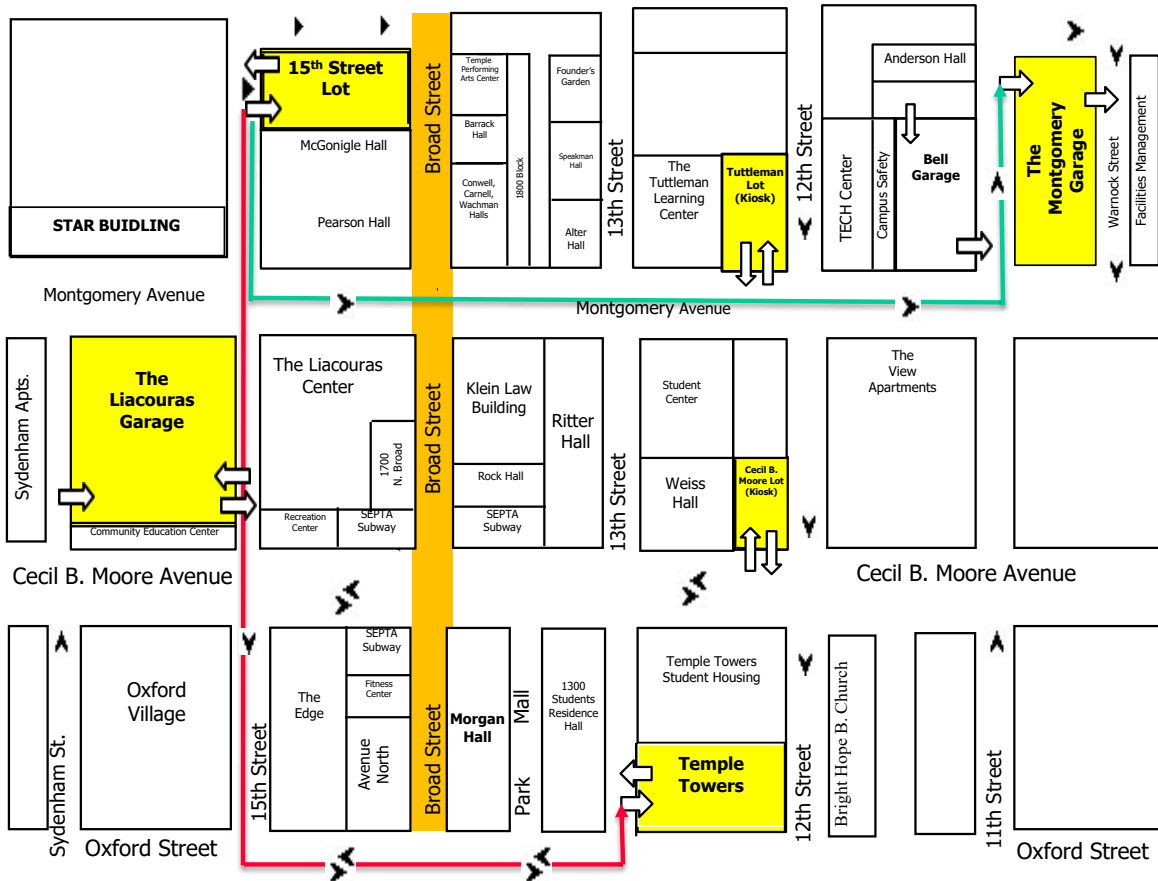 15th Street
Lot
McGonigle Hall
Pearson Hall
STAR BUIDLING
Broad Street
Temple
Performing
Arts Center
Barrack
Hall
Conwell,
Carnell,
Wachman
Halls
1800 Block
Founder's
Garden
Speakman
Hall
Alter
Hall
13th Street
The
Tuttleman
Learning
Center
Tuttleman
Lot
(Kiosk)
12th Street
TECH Center
Campus Safety
Anderson Hall
Bell
Garage
The
Montgomery
Garage
Warnock Street
Facilities Management
Montgomery Avenue
Montgomery Avenue
Sydenham Apts.
The
Liacouras
Garage
Community Education Center
The Liacouras
Center
1700
N. Broad
Recreation
Center
SEPTA
Subway
Broad Street
Klein Law
Building
Rock Hall
SEPTA
Subway
Ritter
Hall
13th Street
Student
Center
Weiss
Hall
Cecil B.
Moore Lot
(Kiosk)
The
View
Apartments
Cecil B. Moore Avenue
Cecil B. Moore Avenue
Sydenham St.
Oxford
Village
15th Street
The
Edge
SEPTA
Subway
Fitness
Center
Avenue
North
Broad Street
Morgan
Hall
Park Mall
1300
Students
Residence
Hall
Temple Towers
Student Housing
Temple
Towers
12th Street
Bright Hope B. Church
11th Street
Oxford Street
Oxford Street